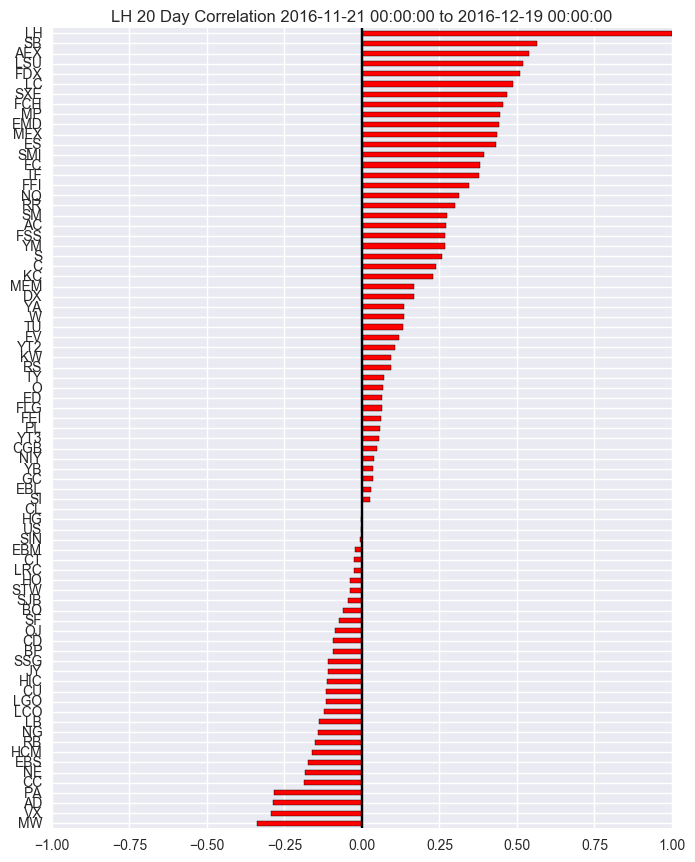 LH 20 Day Correlation 2016-11-21 00:00:00 to 2016-12-19 00:00:00
LH
SB
AEX
LSU
FDX
LC
SXE
FCH
MP
EMD
MFX
ES
SMI
FC
TF
FFI
NQ
RR
SM
AC
FSS
YM
S
C
KC
MEM
DX
YA
W
TU
FV
YT2
KW
RS
TY
O
ED
FLG
FEI
PL
YT3
CGB
NIY
YB
GC
EBL
SI
CL
HG
US
SIN
EBM
CT
LRC
HO
STW
SJB
BO
SF
OJ
CD
BP
SSG
JY
HIC
CU
LGO
LCO
LB
NG
RB
HCM
EBS
NE
CC
PA
AD
VX
MW
−1.00 −0.75 −0.50 −0.25 0.00 0.25 0.50 0.75 1.00